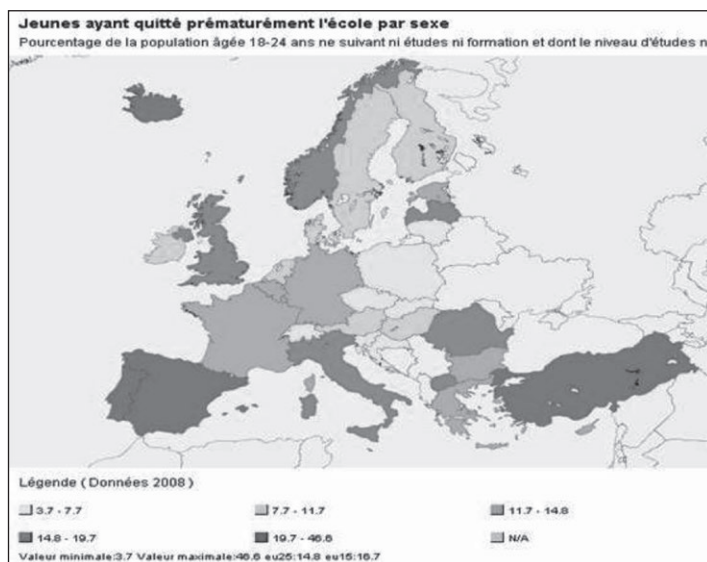 Jeunes ayant quitté prématurément l'école par sexe
Pourcentage de la population âgée 18-24 ans ne suivant ni études ni formation et dont le niveau d'études n
Légende ( Données 2008 )
3.7 - 7.7
7.7 - 11.7
11.7 - 14.8
14.8 - 19.7
19.7 - 46.6
N/A
Valeur minimale:3.7 Valeur maximale:46.6 eu25:14.8 eu15:16.7